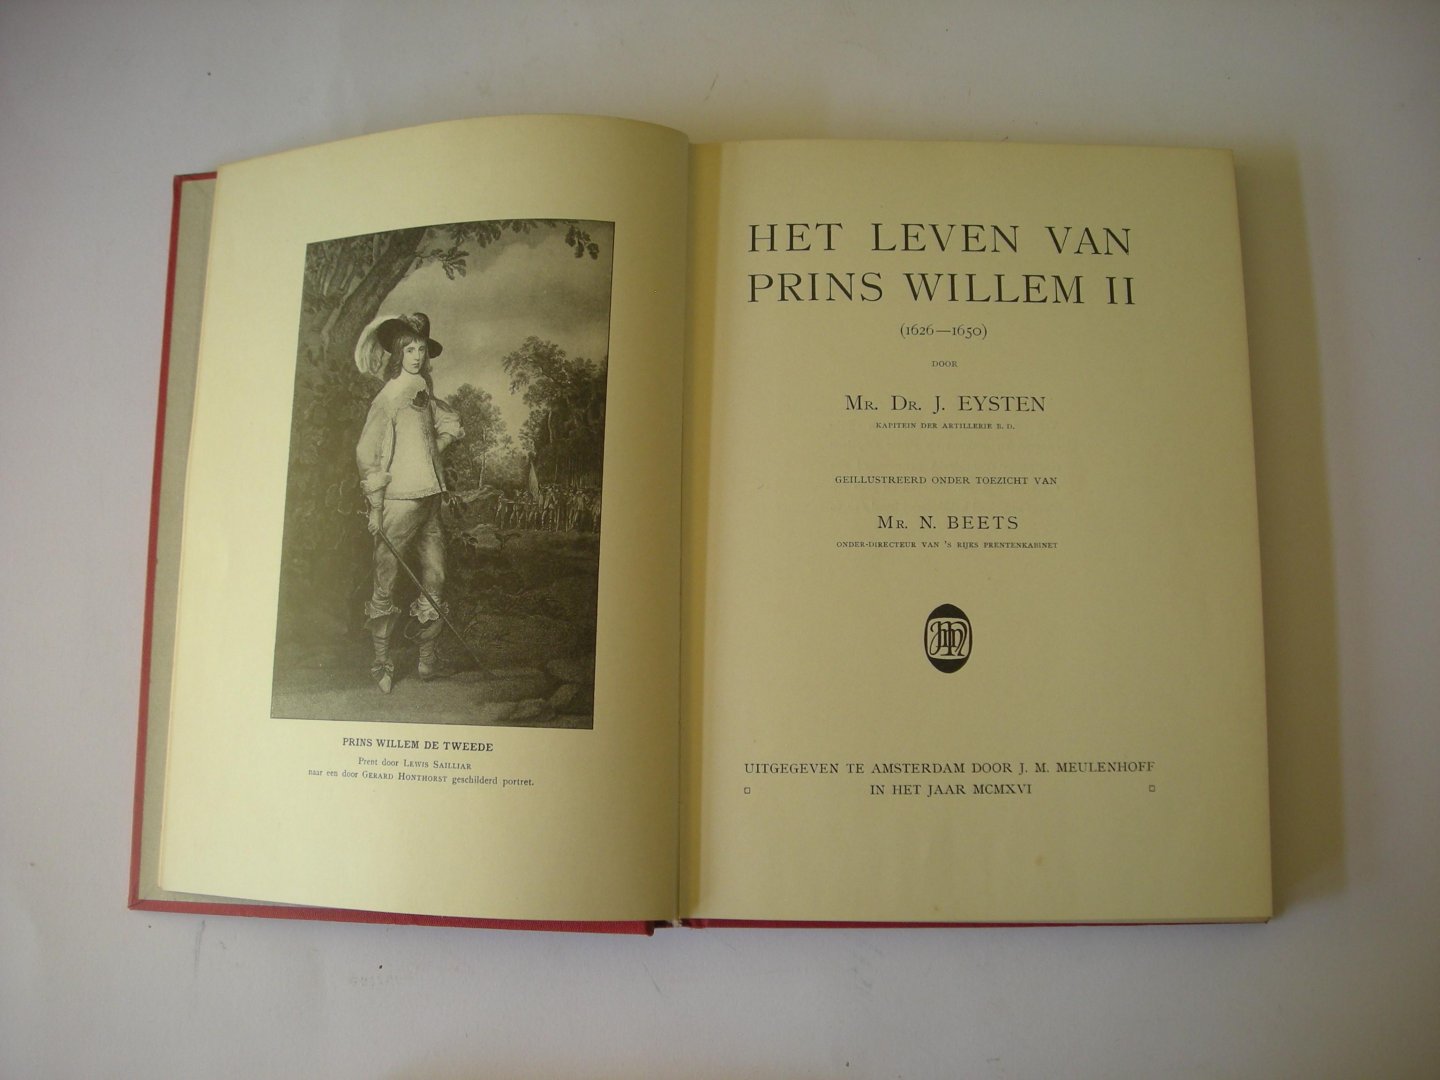 PRINS WILLEM DE TWEEDE
Prent door LEWIS SAILLIAR
naar een door GERARD HONTHORST geschilderd portret.
HET LEVEN VAN
PRINS WILLEM II
(1626—1650)
DOOR
MR. DR. J. EYSTEN
KAPITEIN DER ARTILLERIE B. D.
GEILLUSTREERD ONDER TOEZICHT VAN
MR. N. BEETS
ONDER-DIRECTEUR VAN 'S RIJKS PRENTENKABINET
JMM
UITGEGEVEN TE AMSTERDAM DOOR J. M. MEULENHOFF
IN HET JAAR MCMXVI